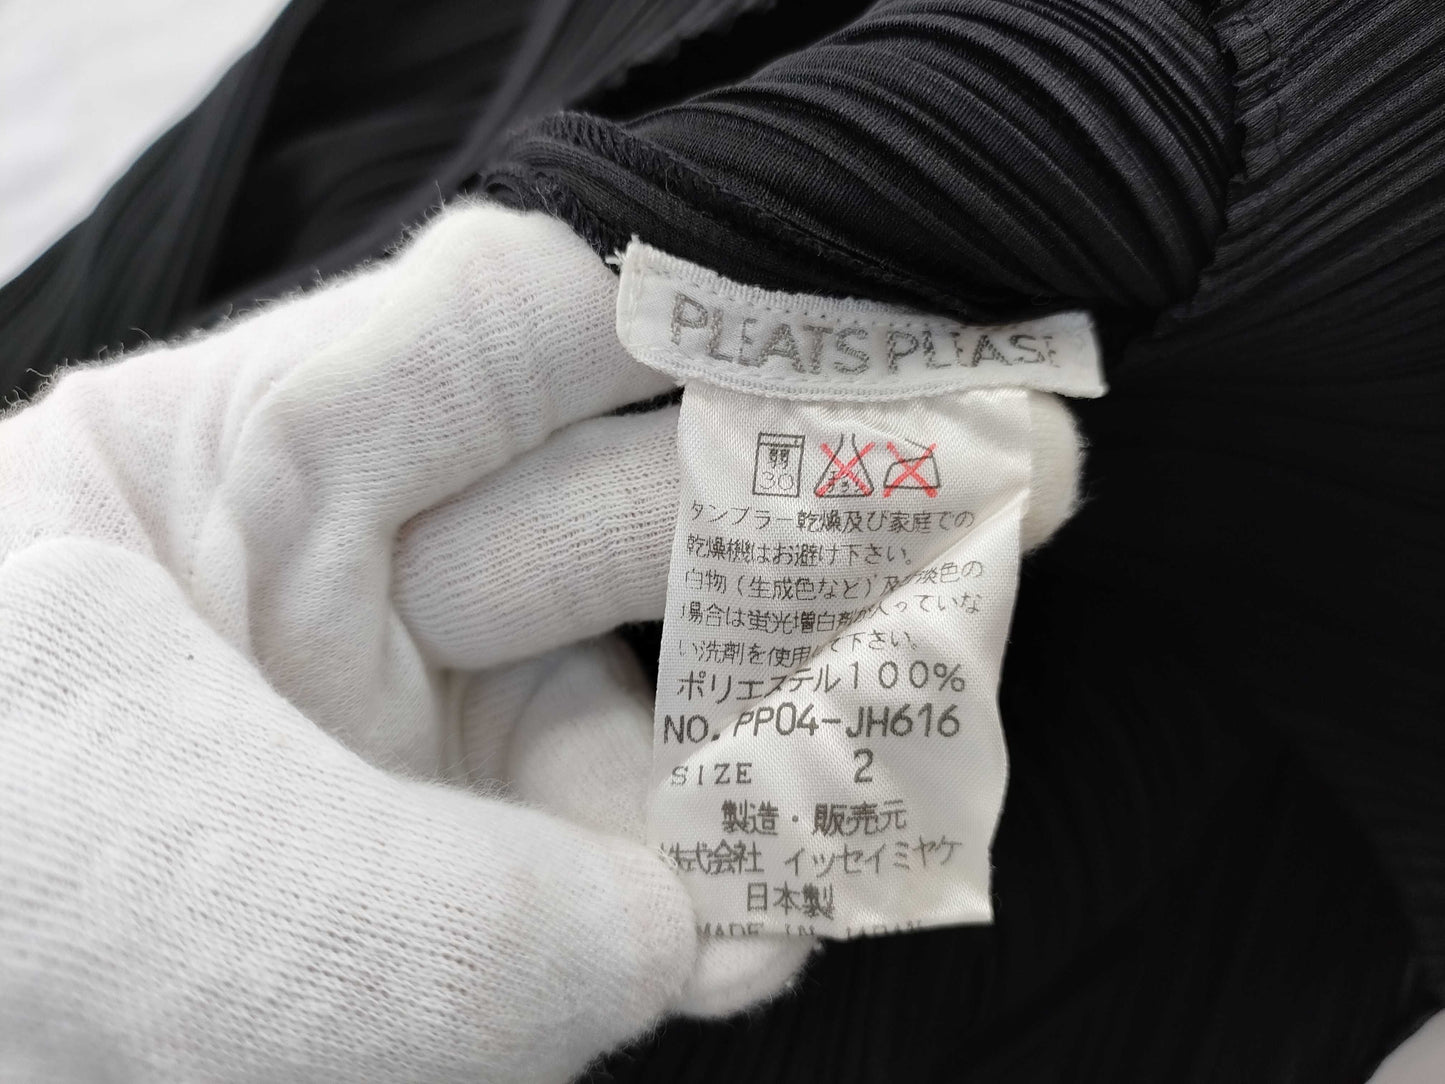 PLEATS PLEASE
弱
30
タンブラー乾燥及び家庭での
乾燥機はお避け下さい。
白物（生成色など）及び淡色の
場合は蛍光増白剤が入っていな
い洗剤を使用して下さい。
ポリエステル100%
NO. PP04-JH616
SIZE 2
製造・販売元
株式会社 イッセイミヤケ
日本製
MADE IN JAPAN